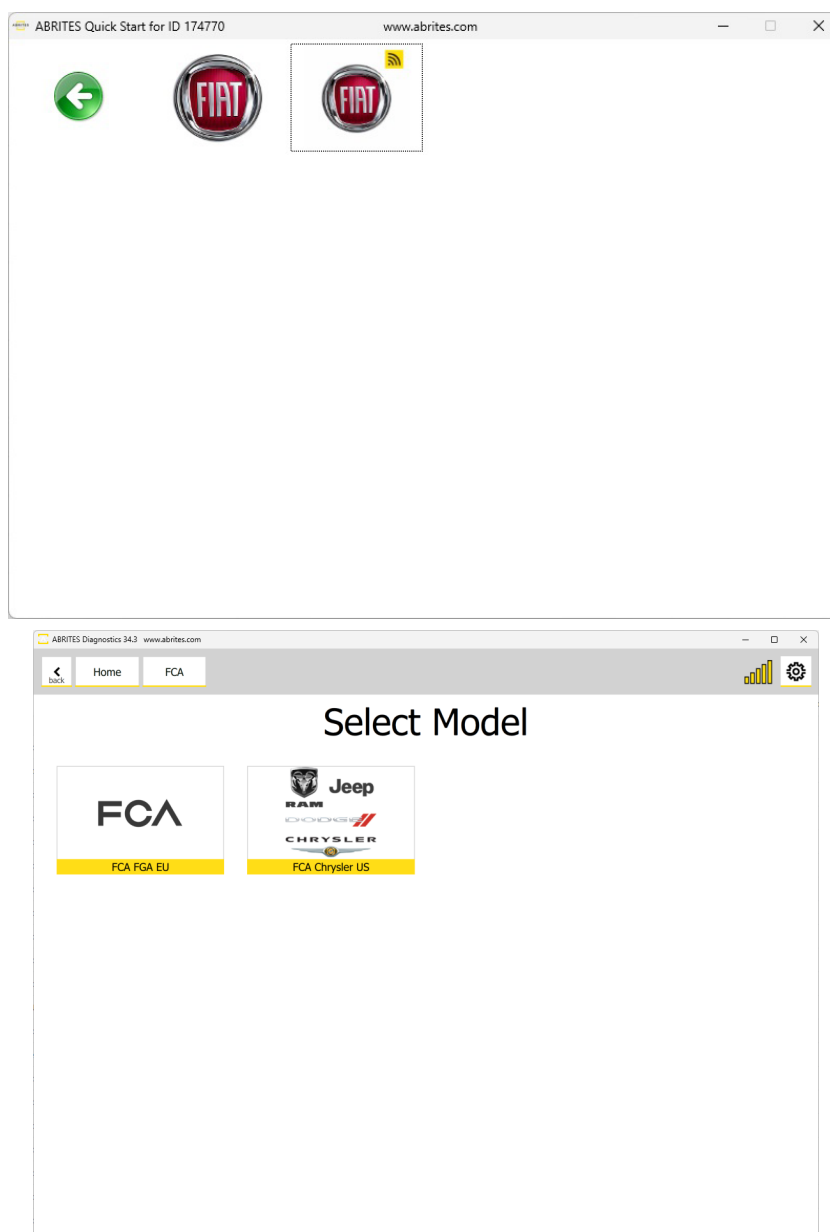 ABRITES Quick Start for ID 174770 www.abrites.com
FIAT FIAT
ABRITES Diagnostics 34.3 www.abrites.com
back Home FCA
Select Model
FCA
RAM
Jeep
DODGE
CHRYSLER
FCA FGA EU FCA Chrysler US